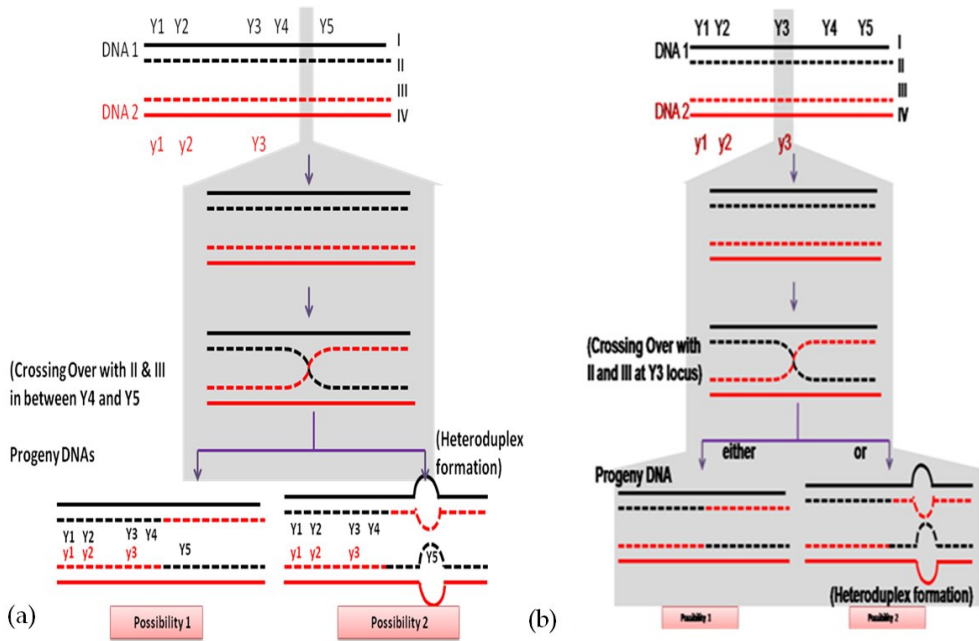 Y1 Y2 Y3 Y4 Y5
DNA 1
I
II
III
DNA 2
IV
y1 y2 Y3
(Crossing Over with II & III
in between Y4 and Y5
Progeny DNAs
(Heteroduplex
formation)
Y1 Y2 Y3 Y4
y1 y2 y3 Y5
Y1 Y2 Y3 Y4
y1 y2 y3 Y5
(a)
Possibility 1
Possibility 2
Y1 Y2 Y3 Y4 Y5
DNA 1
I
II
III
DNA 2
IV
y1 y2 y3
(Crossing Over with
II and III at Y3 locus)
either or
Progeny DNA
(Heteroduplex formation)
(b)
Possibility 1
Possibility 2